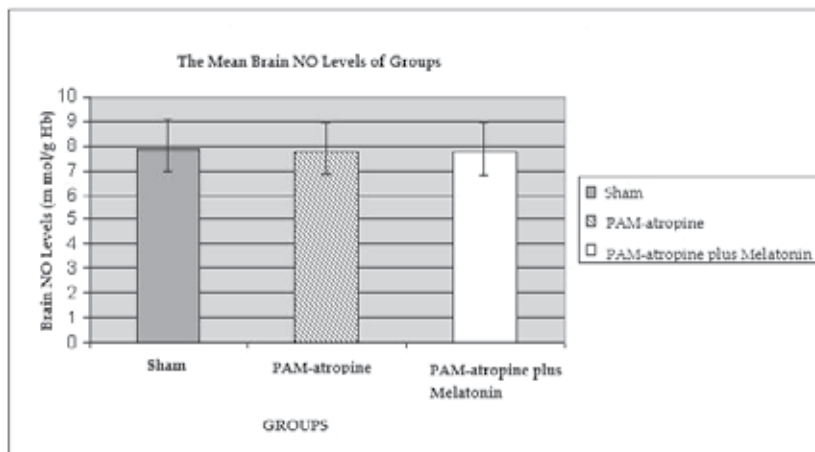 The Mean Brain NO Levels of Groups
Brain NO Levels (m mol/g Hb)
10
9
8
7
6
5
4
3
2
1
0
Sham
PAM-atropine
PAM-atropine plus
Melatonin
GROUPS
Sham
PAM-atropine
PAM-atropine plus Melatonin